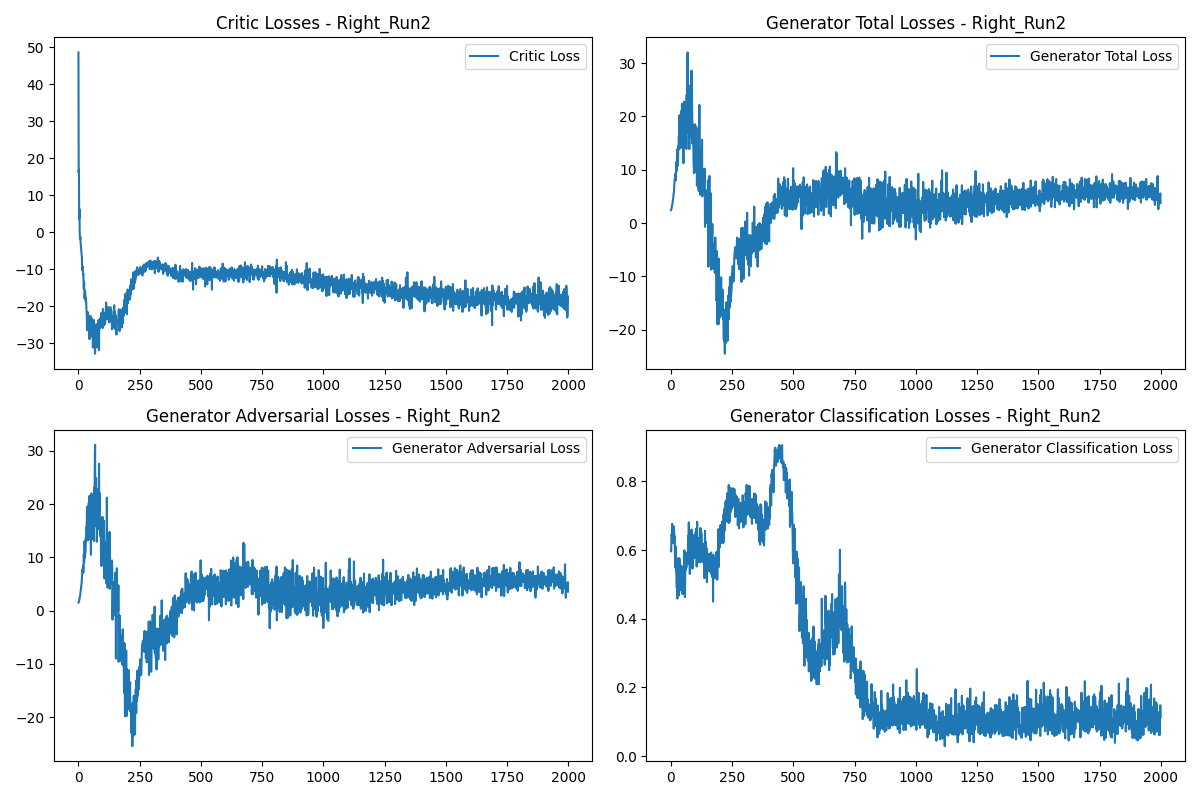 Critic Losses - Right_Run2
Critic Loss
50
40
30
20
10
0
−10
−20
−30
0 250 500 750 1000 1250 1500 1750 2000
Generator Total Losses - Right_Run2
Generator Total Loss
30
20
10
0
−10
−20
0 250 500 750 1000 1250 1500 1750 2000
Generator Adversarial Losses - Right_Run2
Generator Adversarial Loss
30
20
10
0
−10
−20
0 250 500 750 1000 1250 1500 1750 2000
Generator Classification Losses - Right_Run2
Generator Classification Loss
0.8
0.6
0.4
0.2
0.0
0 250 500 750 1000 1250 1500 1750 2000